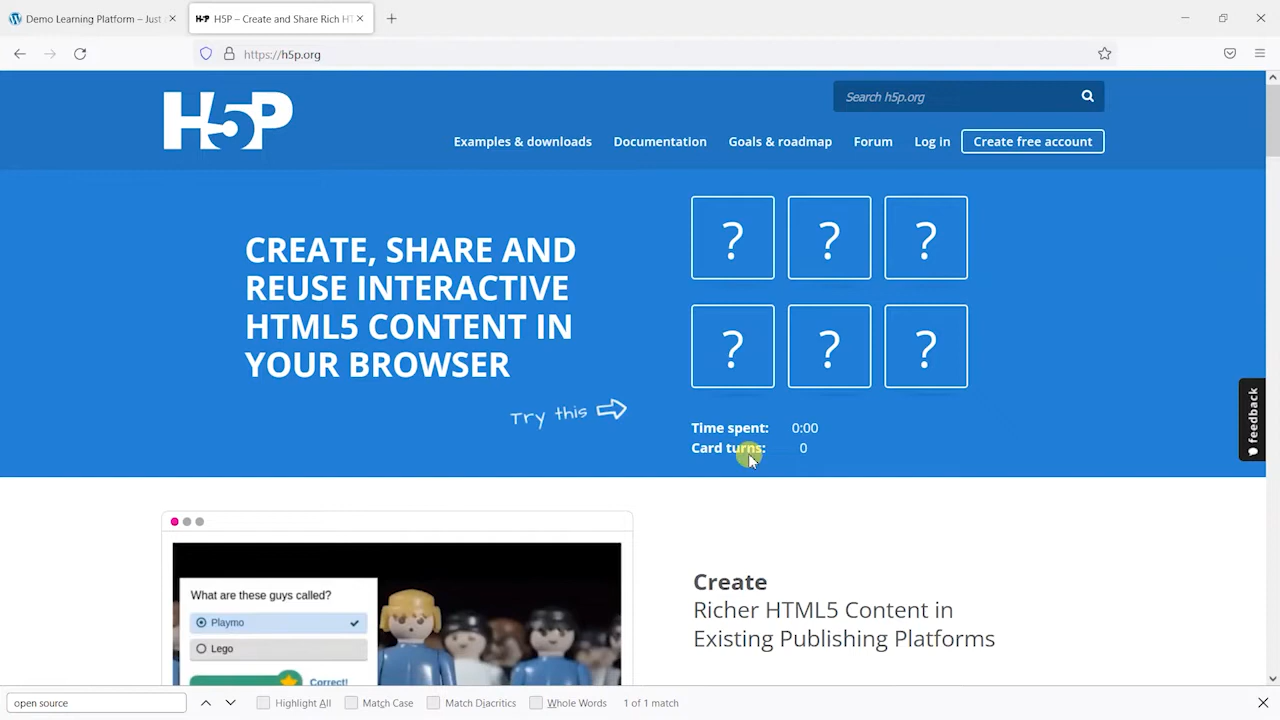 Demo Learning Platform – Just
H5P – Create and Share Rich HT
https://h5p.org
H5P
Search h5p.org
Examples & downloads
Documentation
Goals & roadmap
Forum
Log in
Create free account
CREATE, SHARE AND
REUSE INTERACTIVE
HTML5 CONTENT IN
YOUR BROWSER
Try this
? ? ?
? ? ?
Time spent: 0:00
Card turns: 0
feedback
What are these guys called?
Playmo
Lego
Correct!
Create
Richer HTML5 Content in
Existing Publishing Platforms
open source
Highlight All
Match Case
Match Diacritics
Whole Words
1 of 1 match